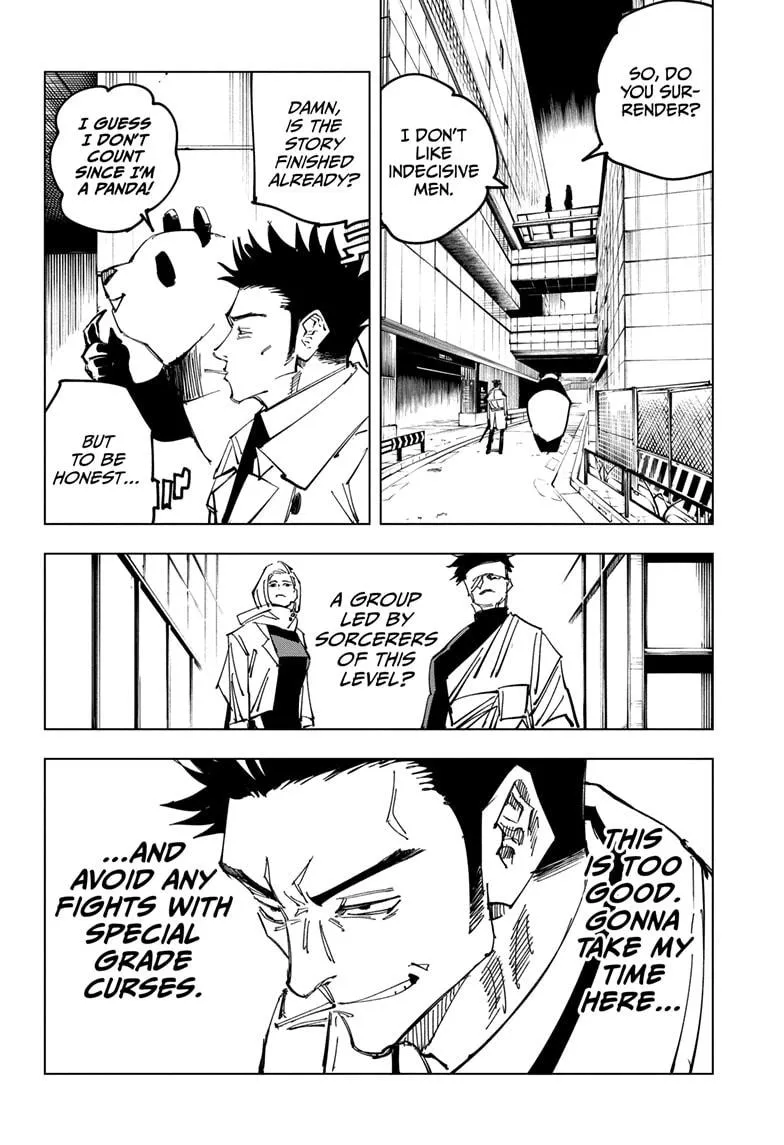 SO, DO
YOU SUR-
RENDER?
I DON'T
LIKE
INDECISIVE
MEN.
DAMN,
IS THE
STORY
FINISHED
ALREADY?
I GUESS
I DON'T
COUNT
SINCE I'M
A PANDA!
BUT
TO BE
HONEST...
A GROUP
LED BY
SORCERERS
OF THIS
LEVEL?
THIS
IS TOO
GOOD.
GONNA
TAKE MY
TIME
HERE...
...AND
AVOID ANY
FIGHTS WITH
SPECIAL
GRADE
CURSES.